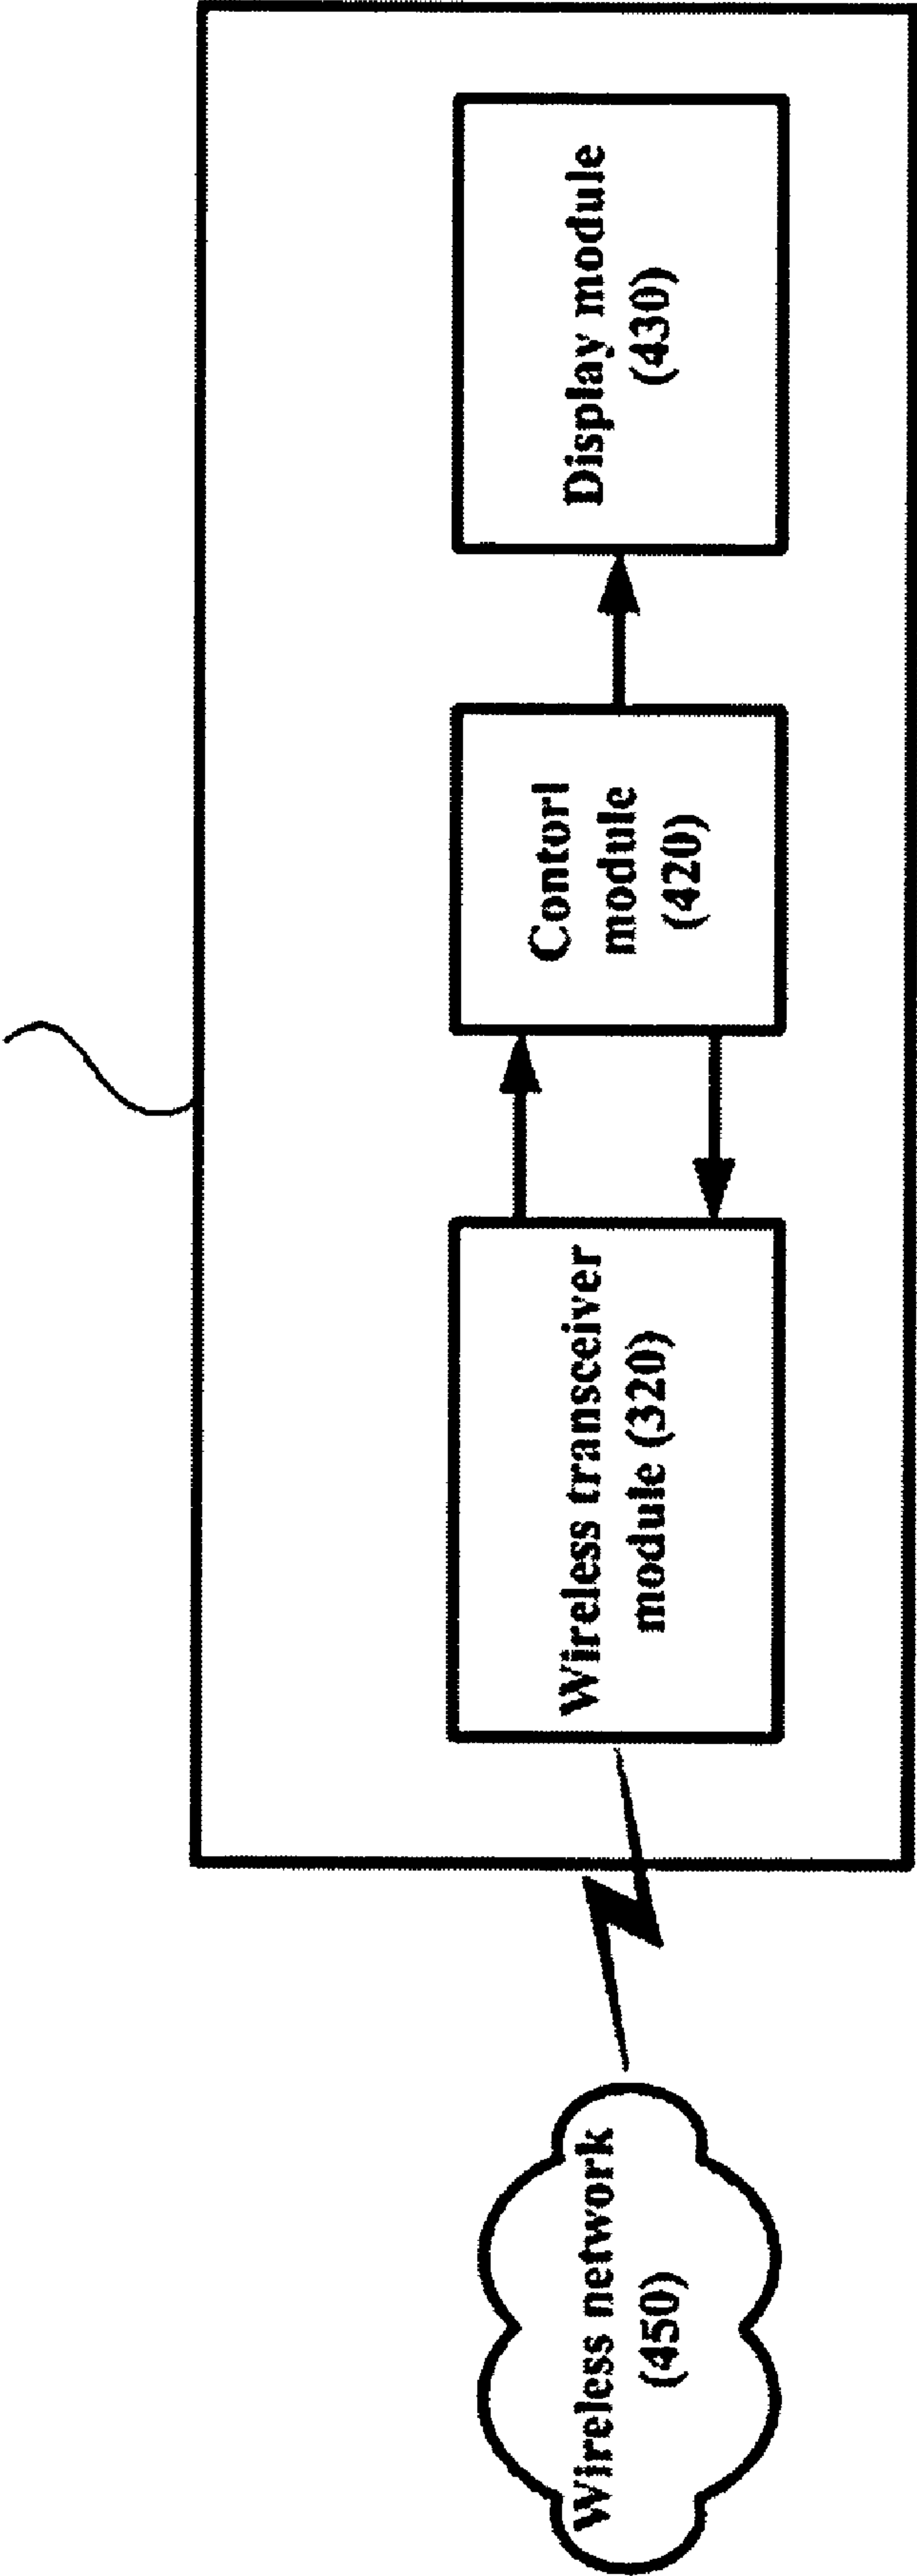 Wireless network
(450)
Wireless transceiver
module (320)
Contorl
module
(420)
Display module
(430)